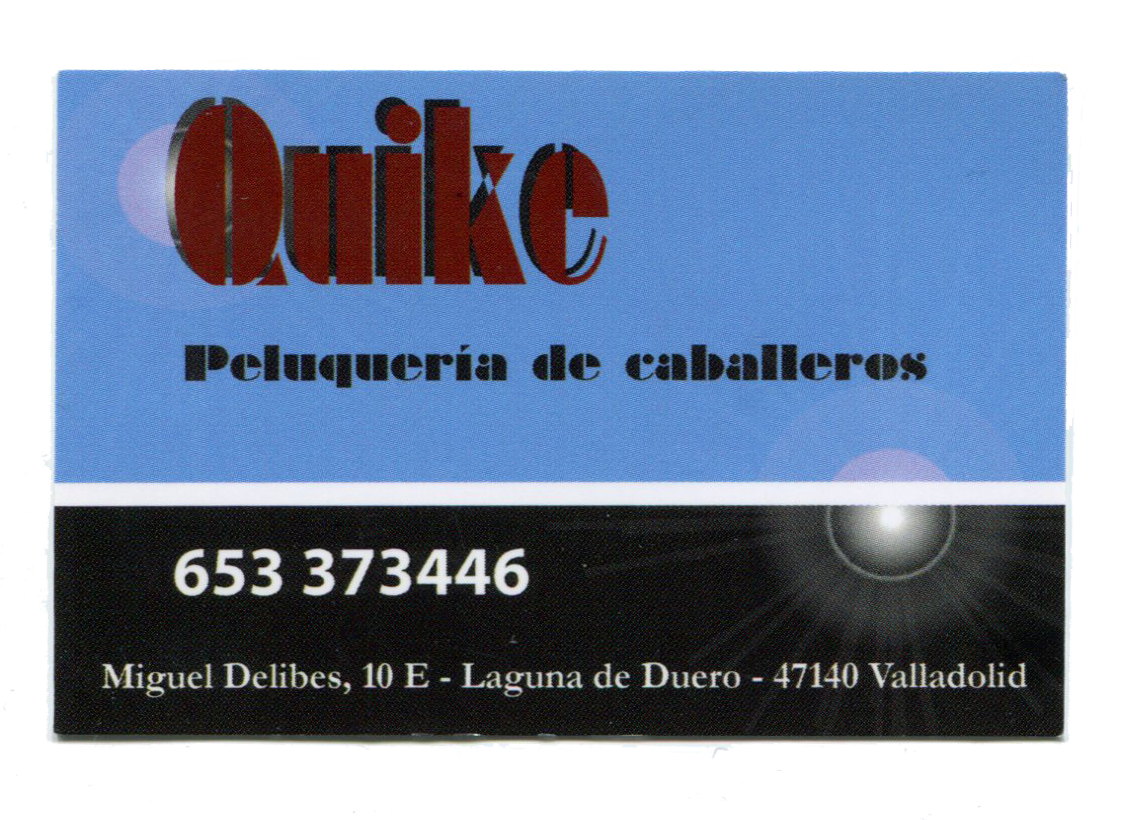 Quike
Peluquería de caballeros
653 373446
Miguel Delibes, 10 E - Laguna de Duero - 47140 Valladolid